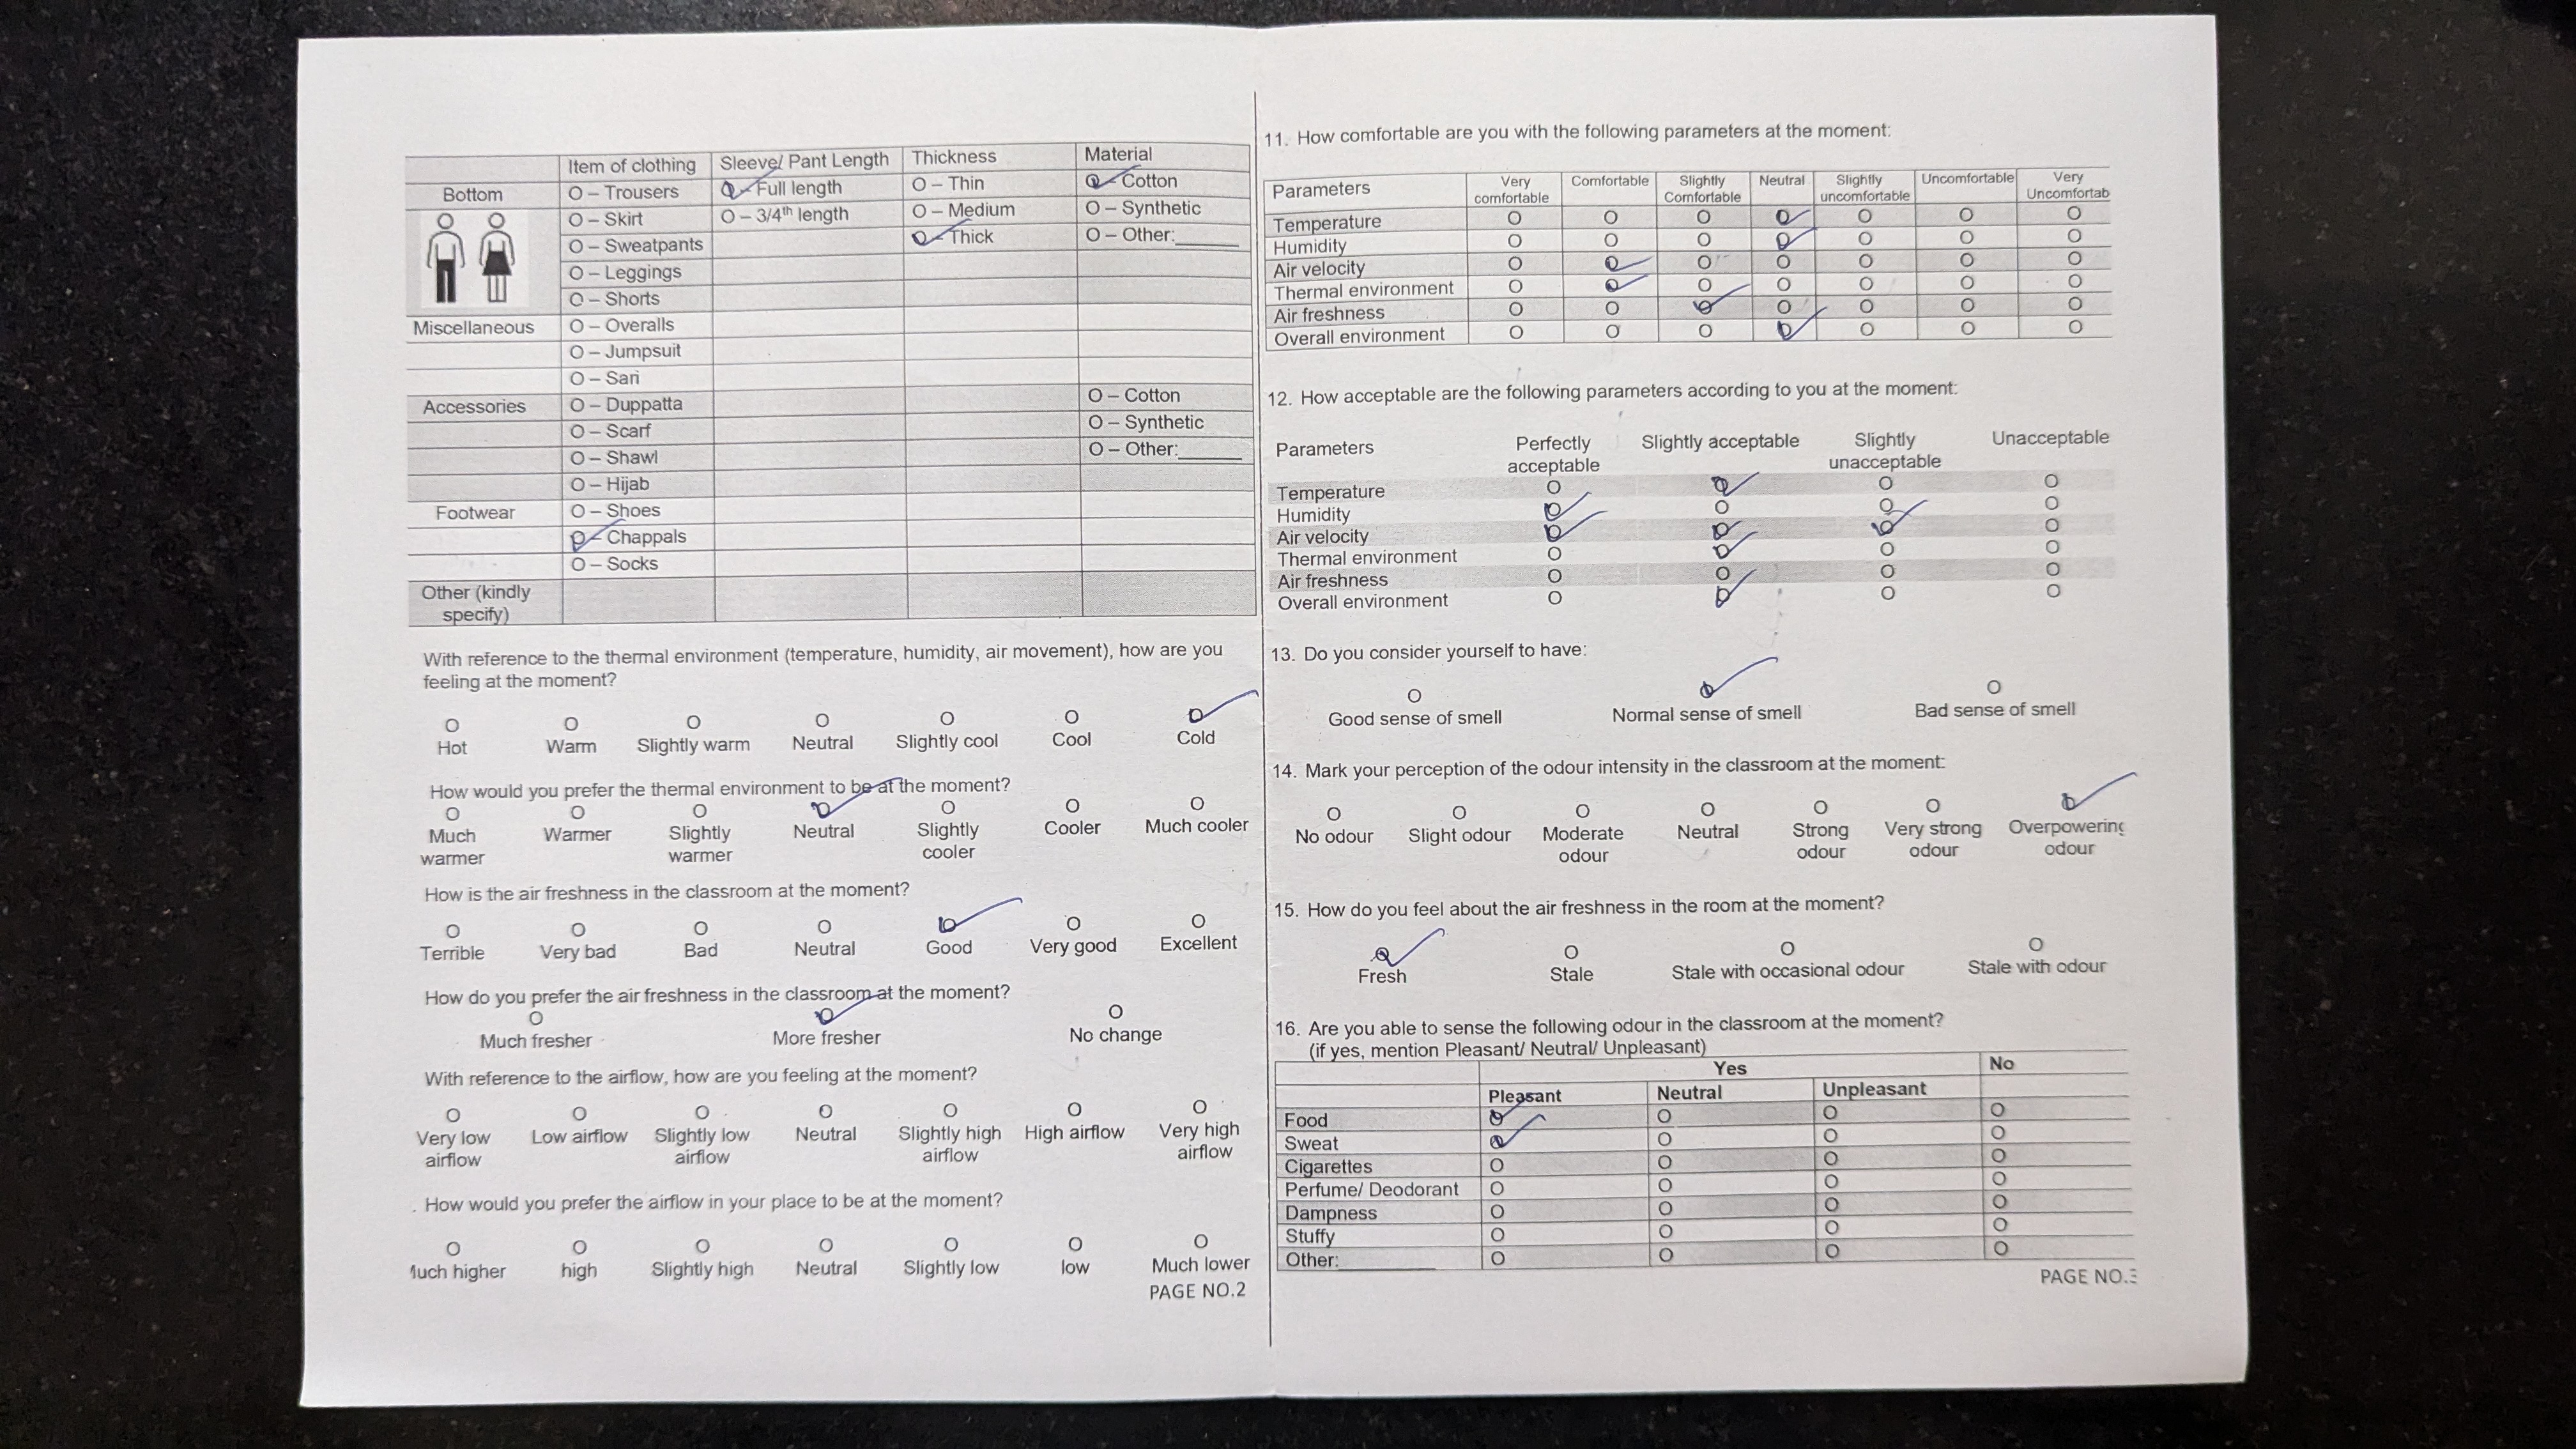 Item of clothing Sleeve/ Pant Length Thickness Material
Bottom O – Trousers O – Full length O – Thin O – Cotton
O – Skirt O – 3/4th length O – Medium O – Synthetic
O – Sweatpants O – Thick O – Other:______
O – Leggings
O – Shorts
Miscellaneous O – Overalls
O – Jumpsuit
O – Sari
Accessories O – Duppatta O – Cotton
O – Scarf O – Synthetic
O – Shawl O – Other:______
O – Hijab
Footwear O – Shoes
O – Chappals
O – Socks
Other (kindly
specify)
With reference to the thermal environment (temperature, humidity, air movement), how are you
feeling at the moment?
O O O O O O O
Hot Warm Slightly warm Neutral Slightly cool Cool Cold
How would you prefer the thermal environment to be at the moment?
O O O O O O O
Much Warmer Slightly Neutral Slightly Cooler Much cooler
warmer warmer cooler
How is the air freshness in the classroom at the moment?
O O O O O O O
Terrible Very bad Bad Neutral Good Very good Excellent
How do you prefer the air freshness in the classroom at the moment?
O O O
Much fresher More fresher No change
With reference to the airflow, how are you feeling at the moment?
O O O O O O O
Very low Low airflow Slightly low Neutral Slightly high High airflow Very high
airflow airflow airflow airflow
. How would you prefer the airflow in your place to be at the moment?
O O O O O O O
Much higher high Slightly high Neutral Slightly low low Much lower
PAGE NO.2
11. How comfortable are you with the following parameters at the moment:
Parameters Very Comfortable Slightly Neutral Slightly Uncomfortable Very
comfortable Comfortable uncomfortable Uncomfortab
Temperature O O O O O O O
Humidity O O O O O O O
Air velocity O O O O O O O
Thermal environment O O O O O O O
Air freshness O O O O O O O
Overall environment O O O O O O O
12. How acceptable are the following parameters according to you at the moment:
Parameters Perfectly Slightly acceptable Slightly Unacceptable
acceptable unacceptable
Temperature O O O O
Humidity O O O O
Air velocity O O O O
Thermal environment O O O O
Air freshness O O O O
Overall environment O O O O
13. Do you consider yourself to have:
O O O
Good sense of smell Normal sense of smell Bad sense of smell
14. Mark your perception of the odour intensity in the classroom at the moment:
O O O O O O O
No odour Slight odour Moderate Neutral Strong Very strong Overpowering
odour odour odour odour
15. How do you feel about the air freshness in the room at the moment?
O O O O
Fresh Stale Stale with occasional odour Stale with odour
16. Are you able to sense the following odour in the classroom at the moment?
(if yes, mention Pleasant/ Neutral/ Unpleasant)
Yes No
Pleasant Neutral Unpleasant
Food O O O O
Sweat O O O O
Cigarettes O O O O
Perfume/ Deodorant O O O O
Dampness O O O O
Stuffy O O O O
Other:__________ O O O O
PAGE NO.3